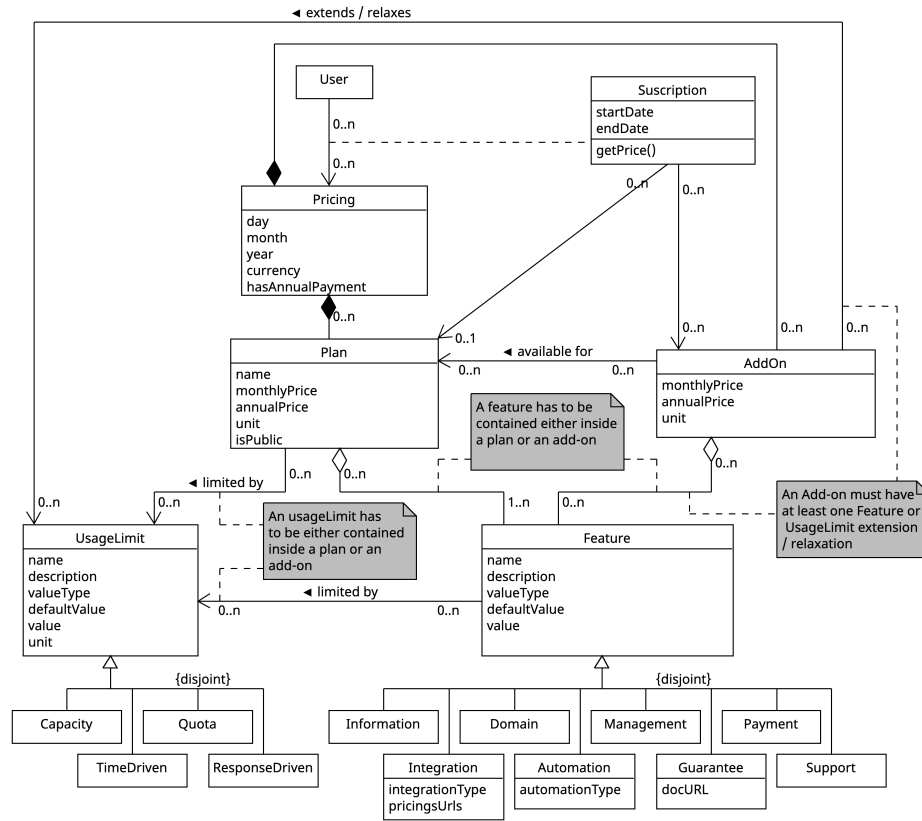 ◄ extends / relaxes
User
Suscription
startDate
endDate
getPrice()
0..n
0..n
0..n
0..n
Pricing
day
month
year
currency
hasAnnualPayment
0..n
0..1
0..n
0..n
0..n
Plan
name
monthlyPrice
annualPrice
unit
isPublic
◄ available for
0..n
0..n
AddOn
monthlyPrice
annualPrice
unit
A feature has to be
contained either inside
a plan or an add-on
0..n
0..n
0..n
◄ limited by
0..n
0..n
1..n
0..n
An Add-on must have
at least one Feature or
UsageLimit extension
/ relaxation
An usageLimit has
to be either contained
inside a plan or an
add-on
UsageLimit
name
description
valueType
defaultValue
value
unit
Feature
name
description
valueType
defaultValue
value
◄ limited by
0..n
0..n
{disjoint}
{disjoint}
Capacity
Quota
Information
Domain
Management
Payment
TimeDriven
ResponseDriven
Integration
integrationType
pricingsUrls
Automation
automationType
Guarantee
docURL
Support